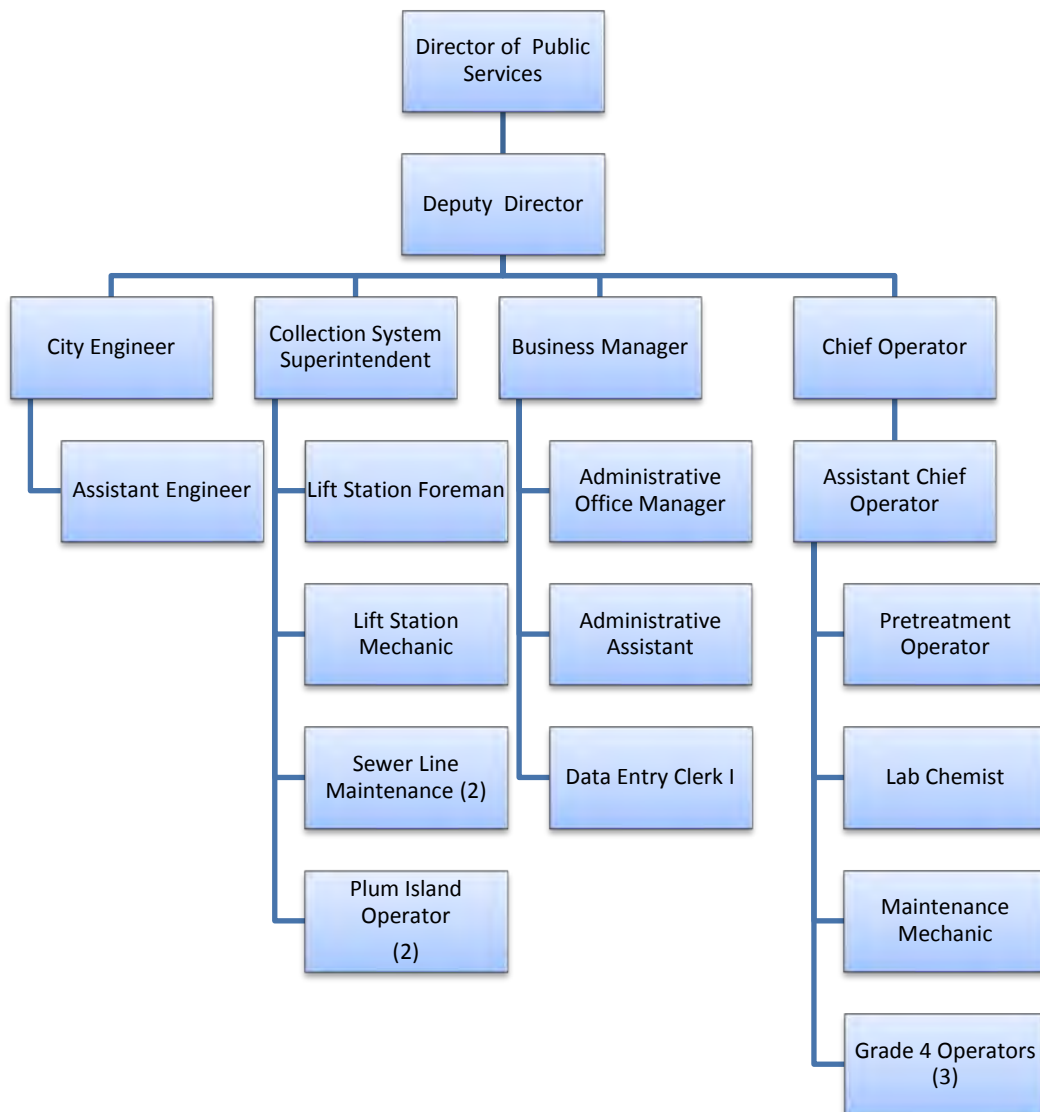 Director of Public
Services
Deputy Director
City Engineer
Collection System
Superintendent
Business Manager
Chief Operator
Assistant Engineer
Lift Station Foreman
Administrative
Office Manager
Assistant Chief
Operator
Lift Station
Mechanic
Administrative
Assistant
Pretreatment
Operator
Sewer Line
Maintenance (2)
Data Entry Clerk I
Lab Chemist
Plum Island
Operator
(2)
Maintenance
Mechanic
Grade 4 Operators
(3)